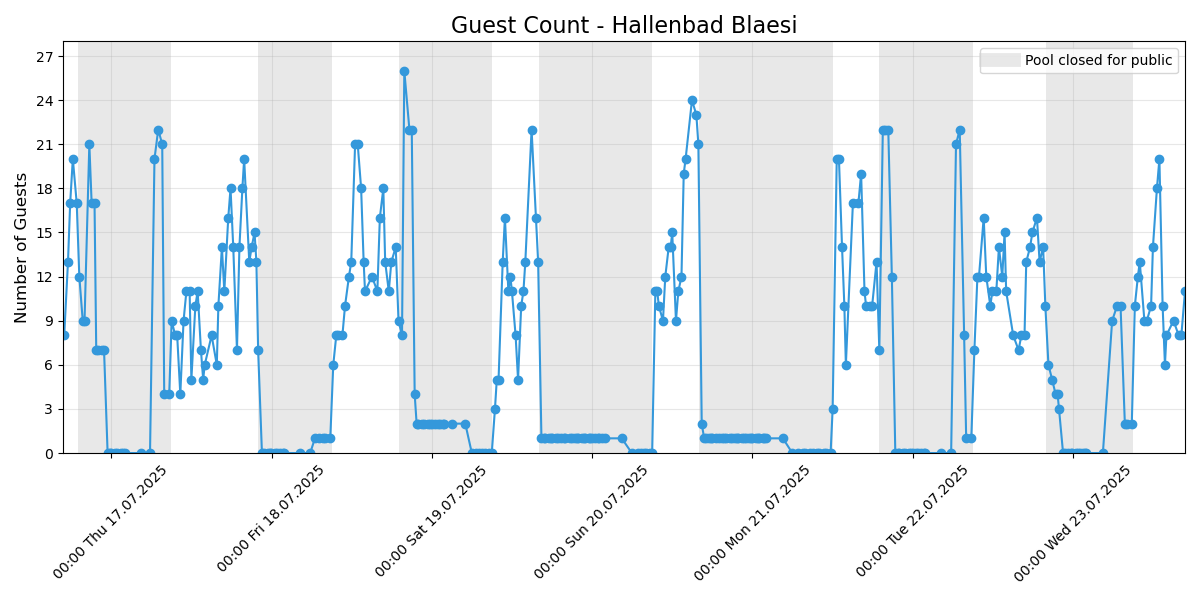 Guest Count - Hallenbad Blaesi
Pool closed for public
Number of Guests
27
24
21
18
15
12
9
6
3
0
00:00 Thu 17.07.2025
00:00 Fri 18.07.2025
00:00 Sat 19.07.2025
00:00 Sun 20.07.2025
00:00 Mon 21.07.2025
00:00 Tue 22.07.2025
00:00 Wed 23.07.2025